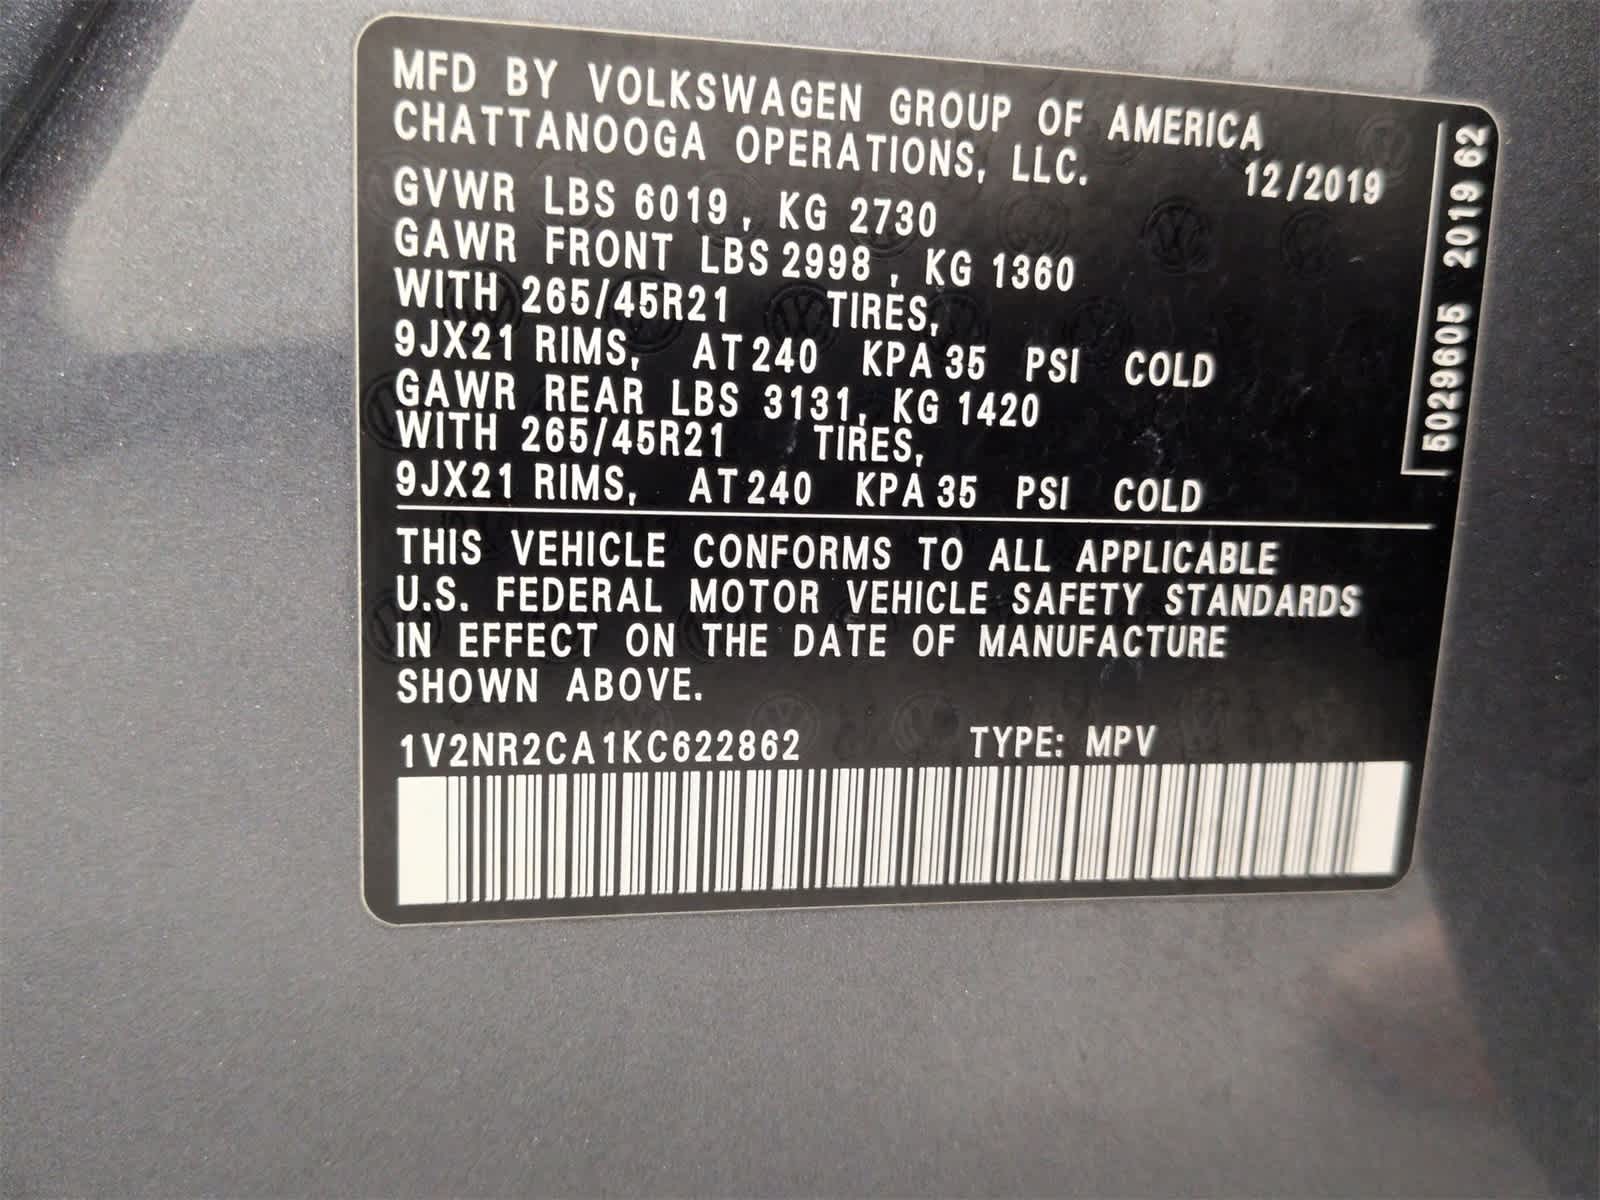 MFD BY VOLKSWAGEN GROUP OF AMERICA
CHATTANOOGA OPERATIONS, LLC.
12/2019
GVWR LBS 6019, KG 2730
GAWR FRONT LBS 2998, KG 1360
WITH 265/45R21 TIRES,
9JX21 RIMS, AT 240 KPA 35 PSI COLD
GAWR REAR LBS 3131, KG 1420
WITH 265/45R21 TIRES,
9JX21 RIMS, AT 240 KPA 35 PSI COLD
THIS VEHICLE CONFORMS TO ALL APPLICABLE
U.S. FEDERAL MOTOR VEHICLE SAFETY STANDARDS
IN EFFECT ON THE DATE OF MANUFACTURE
SHOWN ABOVE.
1V2NR2CA1KC622862 TYPE: MPV
5029605 2019 62